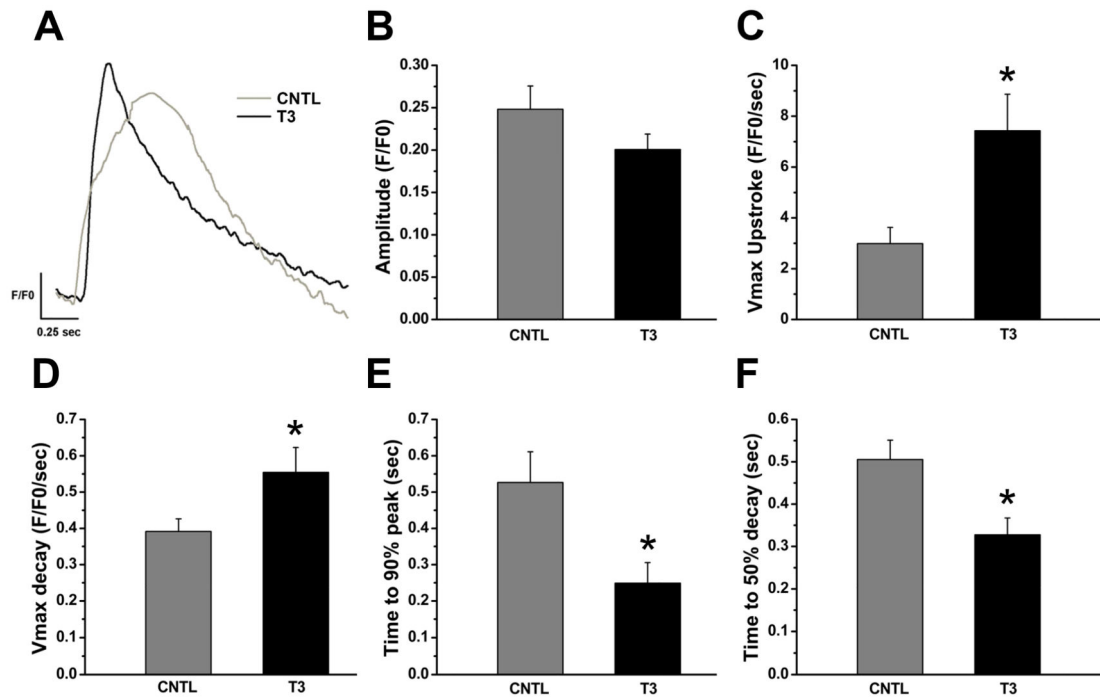 A
CNTL
T3
F/F0
0.25 sec
B
Amplitude (F/F0)
0.30
0.25
0.20
0.15
0.10
0.05
0.00
CNTL T3
C
Vmax Upstroke (F/F0/sec)
10
8
6
4
2
0
*
CNTL T3
D
Vmax decay (F/F0/sec)
0.7
0.6
0.5
0.4
0.3
0.2
0.1
0.0
*
CNTL T3
E
Time to 90% peak (sec)
0.7
0.6
0.5
0.4
0.3
0.2
0.1
0.0
*
CNTL T3
F
Time to 50% decay (sec)
0.6
0.5
0.4
0.3
0.2
0.1
0.0
*
CNTL T3